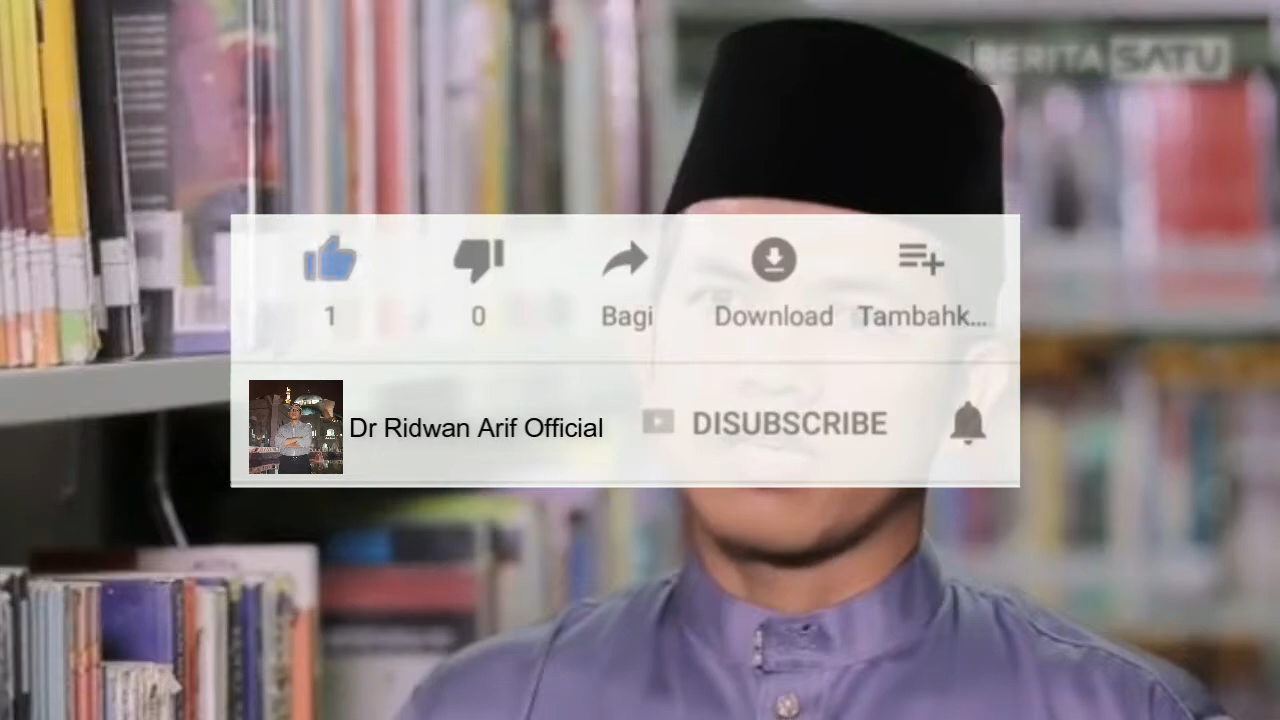 BERITA SATU
1
0
Bagi
Download
Tambahk...
Dr Ridwan Arif Official
DISUBSCRIBE